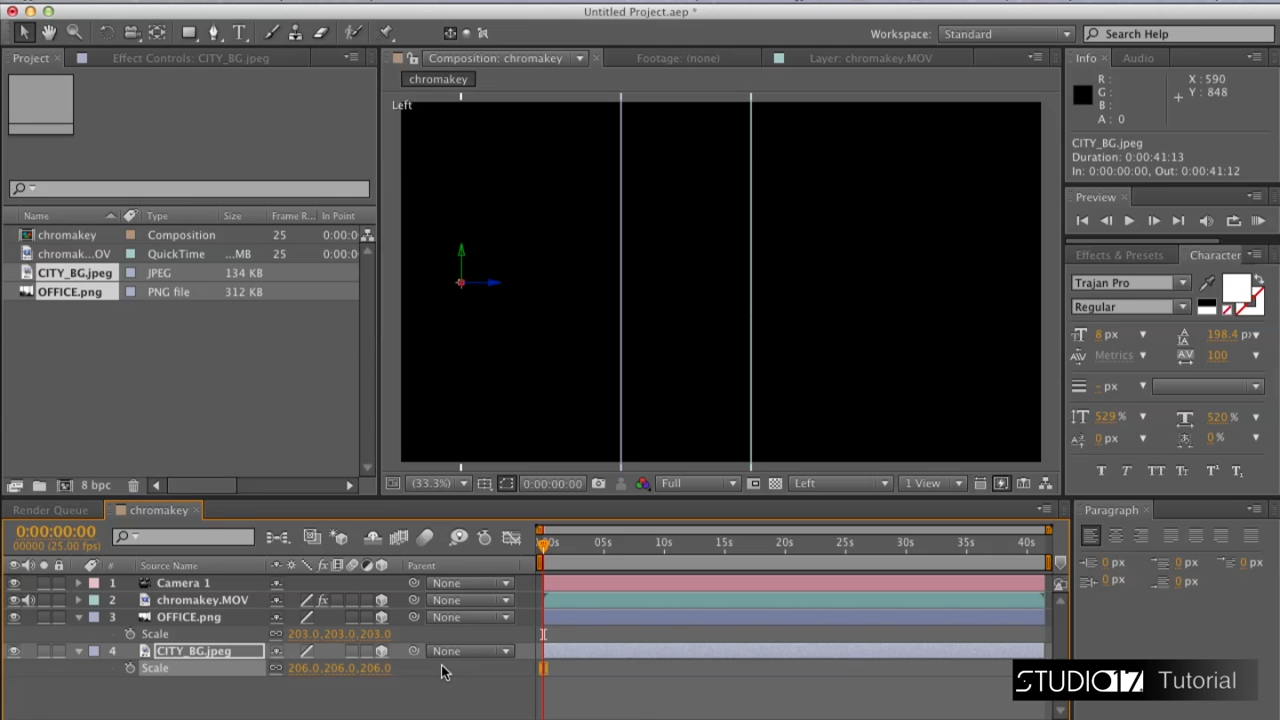 Untitled Project.aep *
Workspace: Standard Search Help
Project Effect Controls: CITY_BG.jpeg
Composition: chromakey Footage: (none) Layer: chromakey.MOV
Info Audio
chromakey
Left
R :
G :
B :
A : 0
X : 590
Y : 848
CITY_BG.jpeg
Duration: 0:00:41:13
In: 0:00:00:00, Out: 0:00:41:12
Preview
Name Type Size Frame R... In Point
chromakey Composition 25 0:00:0
chromak...OV QuickTime ...MB 25 0:00:0
CITY_BG.jpeg JPEG 134 KB
OFFICE.png PNG file 312 KB
Effects & Presets Character
Trajan Pro
Regular
8 px 198.4 px
Metrics 100
- px
529 % 520 %
0 px 0 %
T T TT Tr T¹ T₁
8 bpc
(33.3%) 0:00:00:00 Full Left 1 View
Render Queue chromakey
Paragraph
0:00:00:00
00000 (25.00 fps)
00s 05s 10s 15s 20s 25s 30s 35s 40s
# Source Name Parent
1 Camera 1 None
2 chromakey.MOV None
3 OFFICE.png None
Scale 203.0,203.0,203.0
4 CITY_BG.jpeg None
Scale 206.0,206.0,206.0
0 px 0 px 0 px
0 px 0 px
STUDIO17 Tutorial